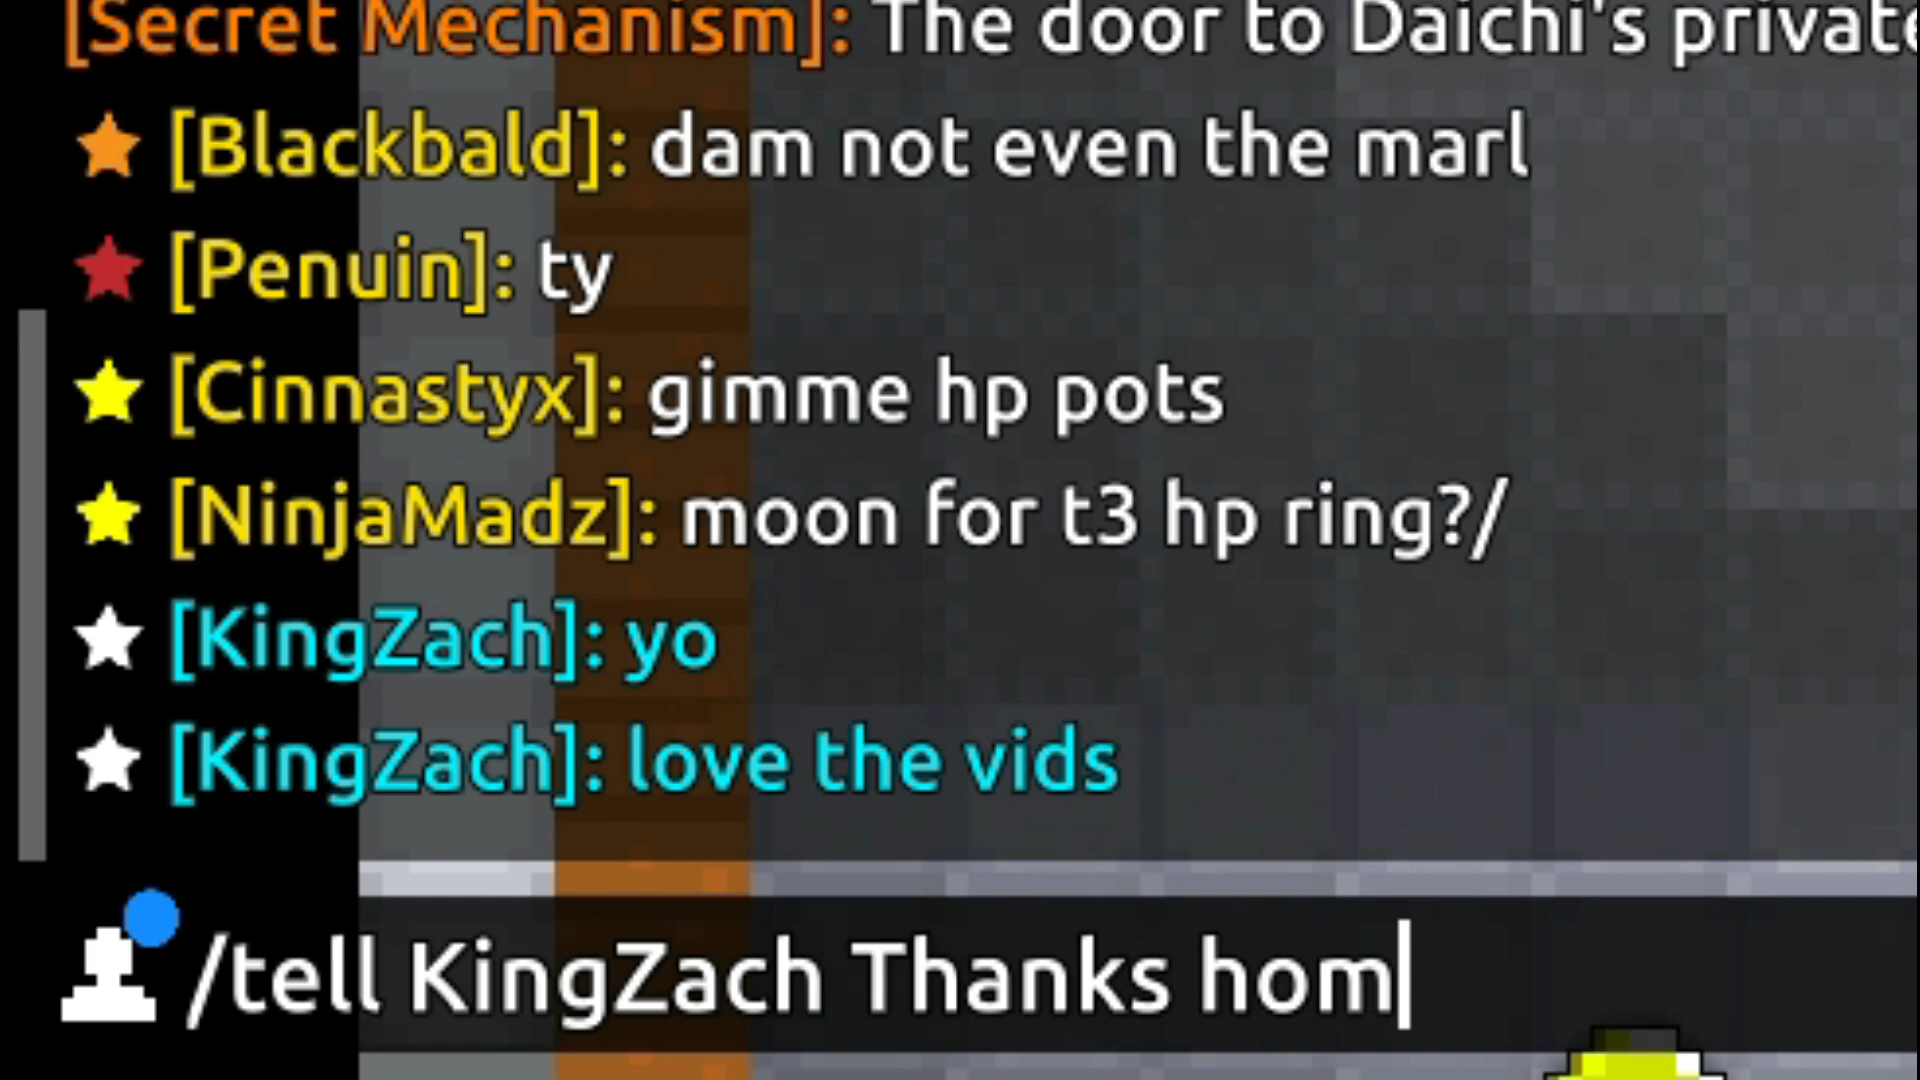 [Secret Mechanism]: The door to Daichi's private
[Blackbald]: dam not even the marl
[Penuin]: ty
[Cinnastyx]: gimme hp pots
[NinjaMadz]: moon for t3 hp ring?/
[KingZach]: yo
[KingZach]: love the vids
/tell KingZach Thanks hom